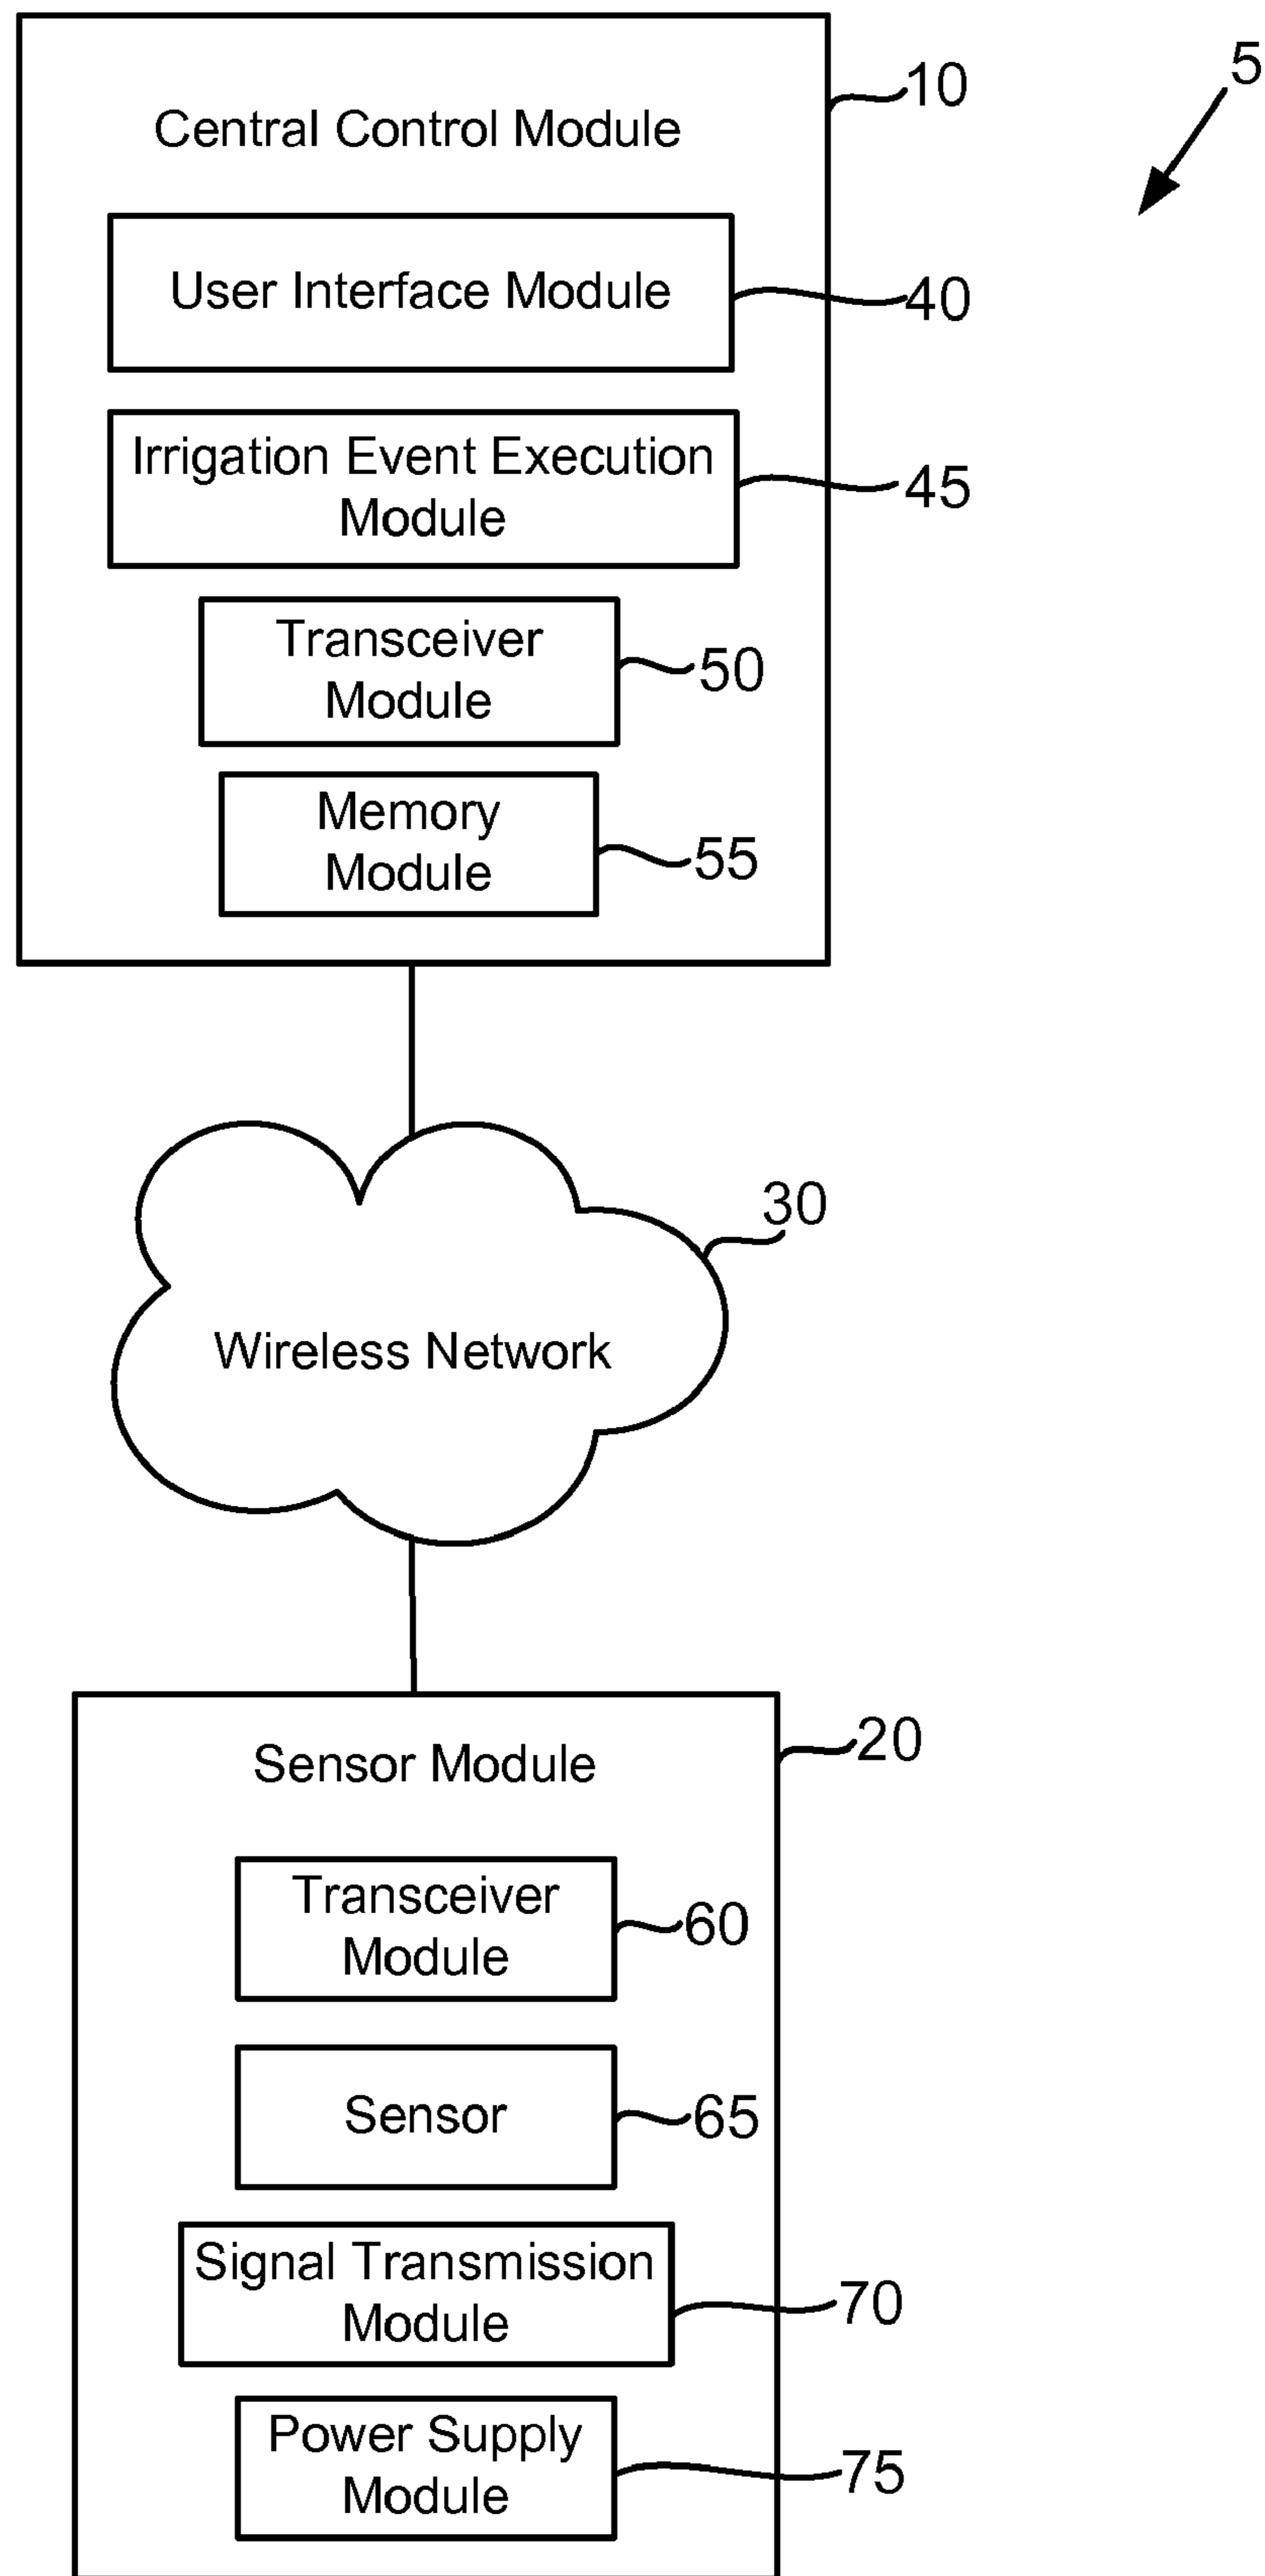 5
10
Central Control Module
User Interface Module
40
Irrigation Event Execution
Module
45
Transceiver
Module
50
Memory
Module
55
30
Wireless Network
20
Sensor Module
Transceiver
Module
60
Sensor
65
Signal Transmission
Module
70
Power Supply
Module
75